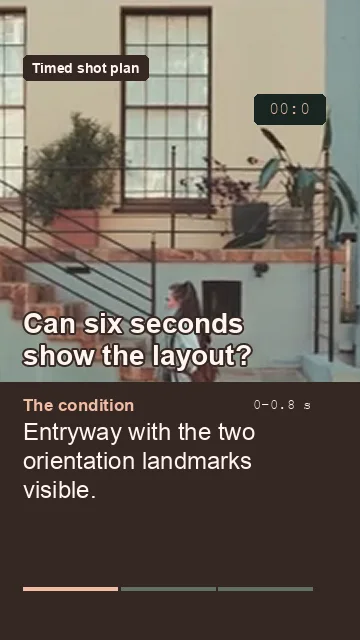 Timed shot plan
00:0
Can six seconds
show the layout?
The condition
0–0.8 s
Entryway with the two
orientation landmarks
visible.